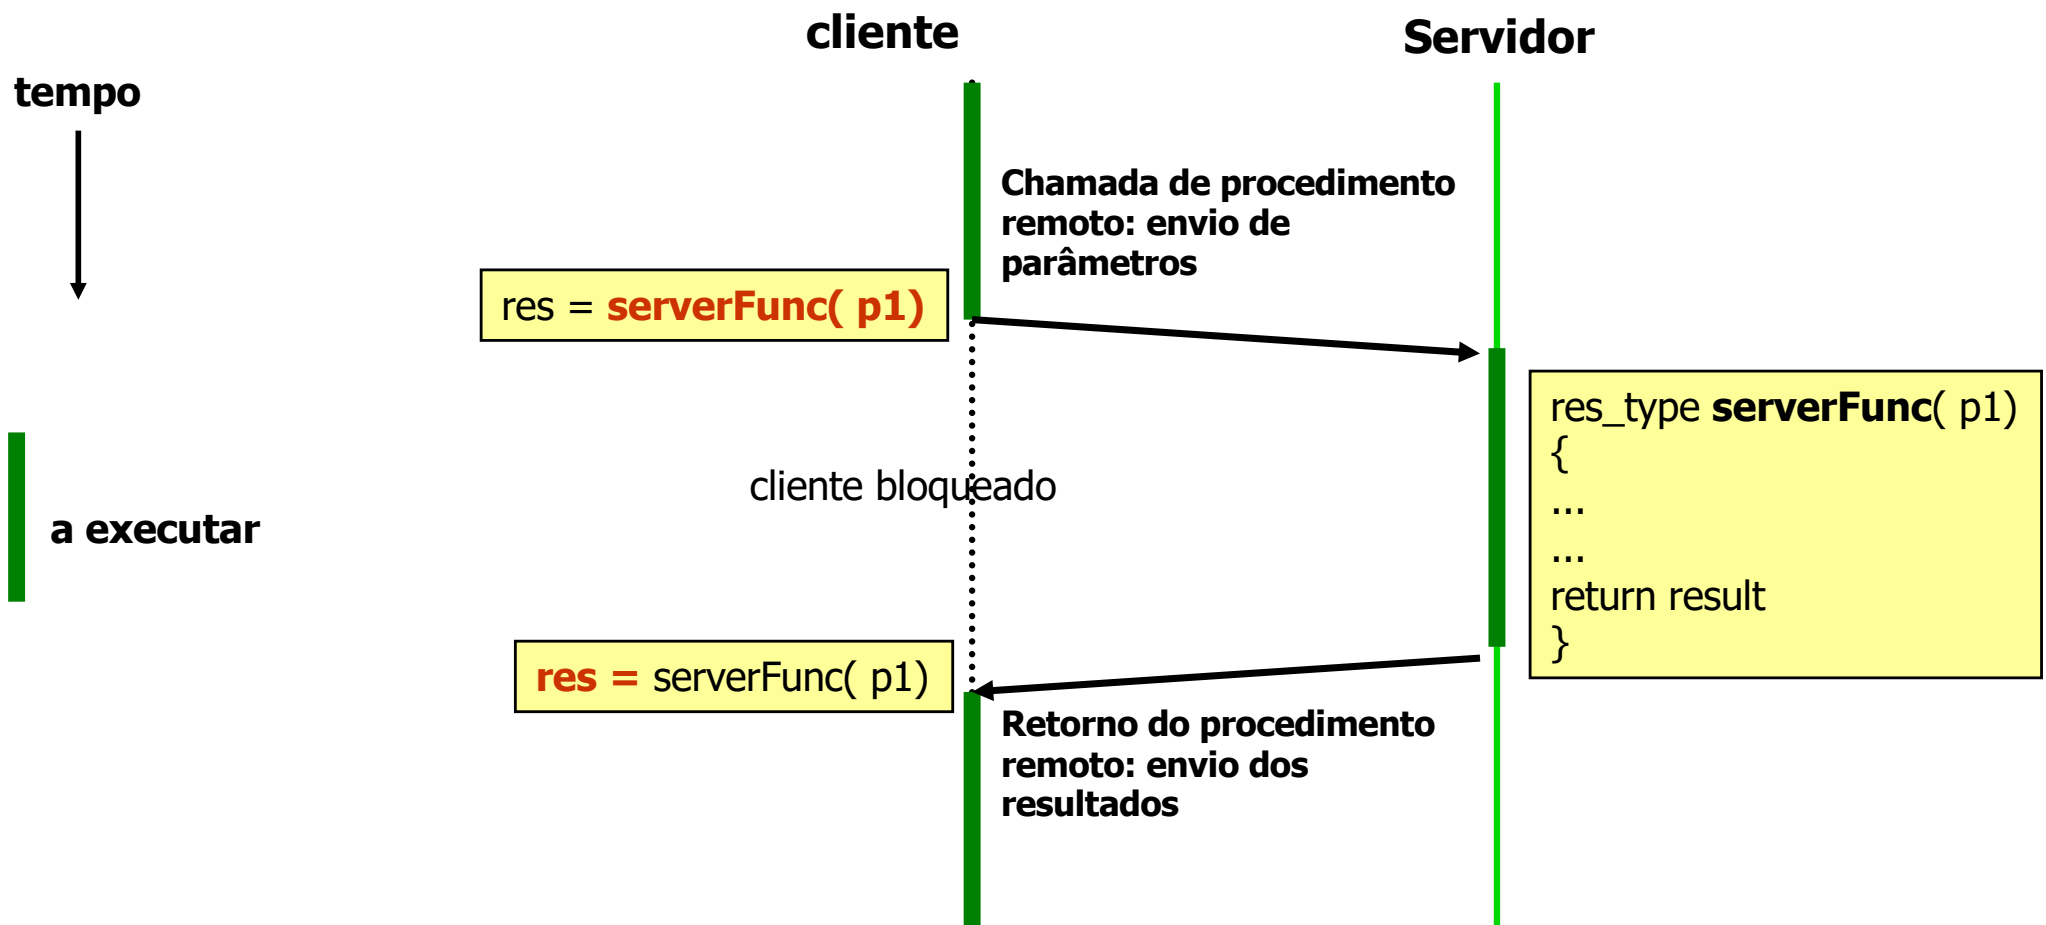 cliente
Servidor
tempo
Chamada de procedimento
remoto: envio de
parâmetros
res = serverFunc( p1)
res_type serverFunc( p1)
{
...
...
return result
}
cliente bloqueado
a executar
res = serverFunc( p1)
Retorno do procedimento
remoto: envio dos
resultados